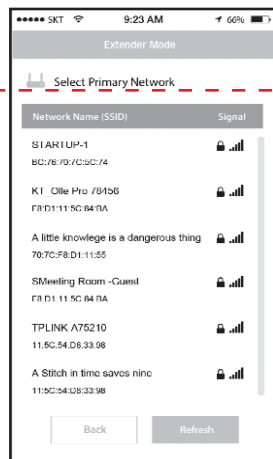 SKT 9:23 AM 66%
Extender Mode
Select Primary Network
Network Name (SSID) Signal
STARTUP-1
BC:76:70:7C:5C:74
KT_Olle Pro 78456
F8:D1:11:5C:84:BA
A little knowlege is a dangerous thing
70:7C:F8:D1:11:55
SMeeting Room -Guest
F8:D1:11:5C:84:BA
TPLINK A75210
11:5C:54:D8:33:98
A Stitch in time saves nine
11:5C:54:D8:33:98
Back Refresh